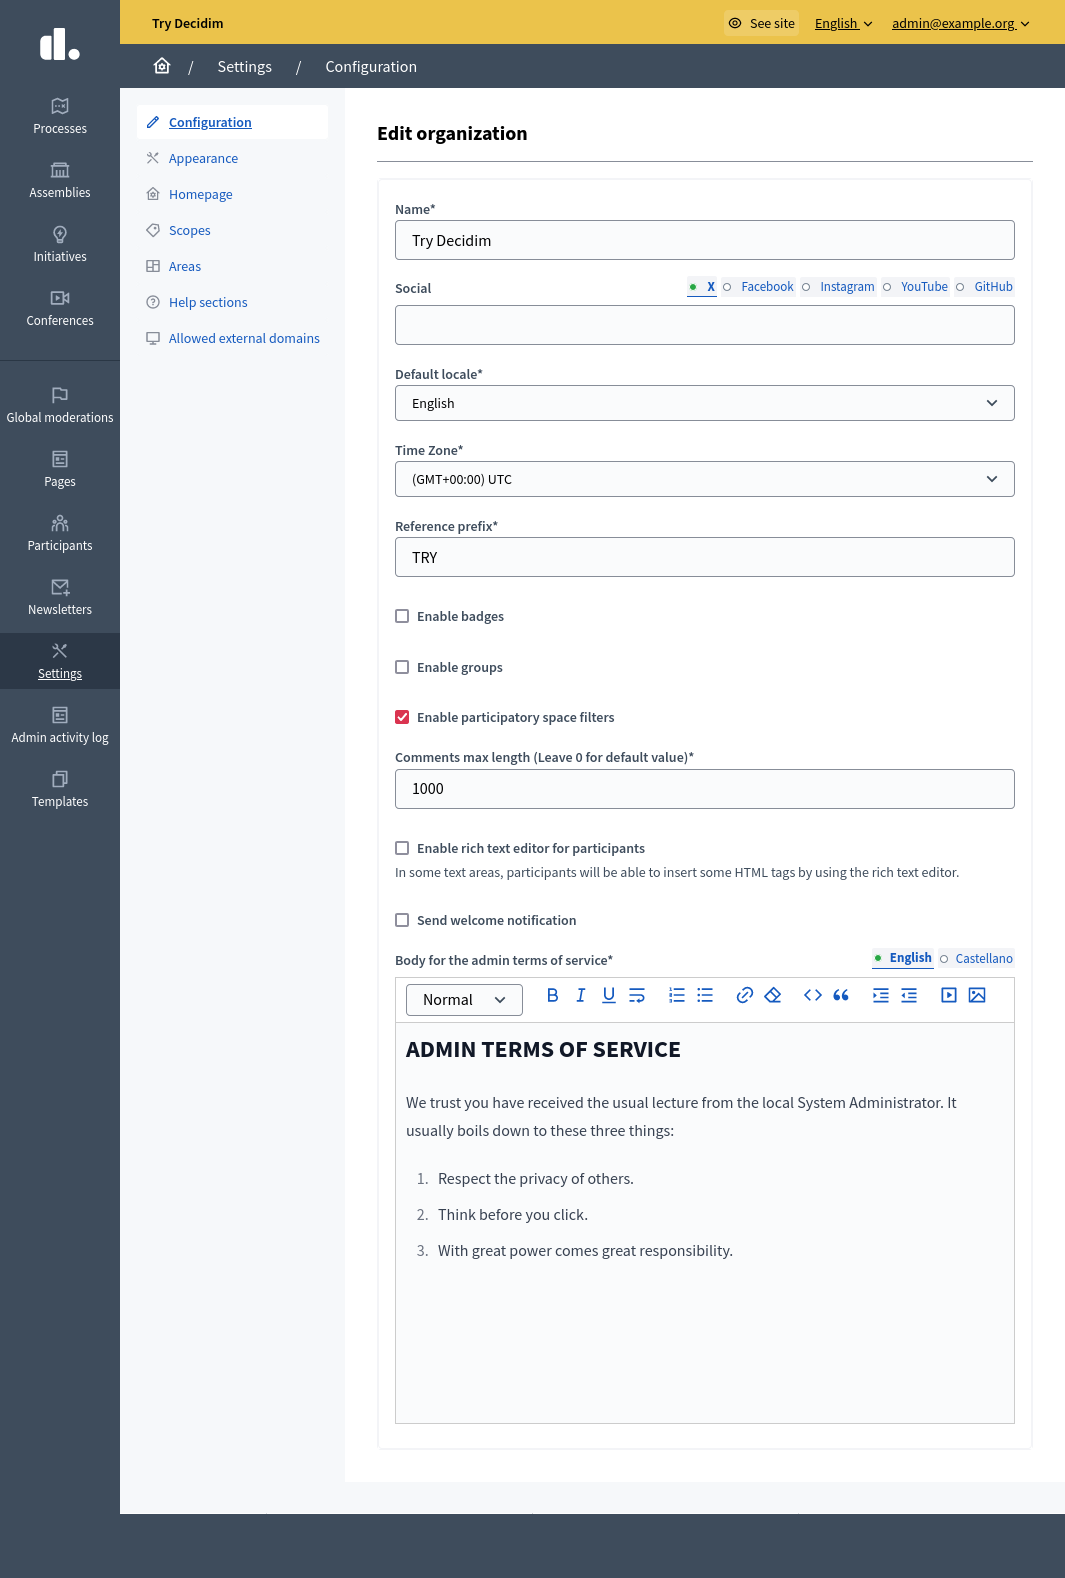 Try Decidim
See site
English
admin@example.org
/ Settings / Configuration
Processes
Assemblies
Initiatives
Conferences
Global moderations
Pages
Participants
Newsletters
Settings
Admin activity log
Templates
Configuration
Appearance
Homepage
Scopes
Areas
Help sections
Allowed external domains
Edit organization
Name*
Try Decidim
Social
X
Facebook
Instagram
YouTube
GitHub
Default locale*
English
Time Zone*
(GMT+00:00) UTC
Reference prefix*
TRY
Enable badges
Enable groups
Enable participatory space filters
Comments max length (Leave 0 for default value)*
1000
Enable rich text editor for participants
In some text areas, participants will be able to insert some HTML tags by using the rich text editor.
Send welcome notification
Body for the admin terms of service*
English
Castellano
Normal
ADMIN TERMS OF SERVICE
We trust you have received the usual lecture from the local System Administrator. It
usually boils down to these three things:
1. Respect the privacy of others.
2. Think before you click.
3. With great power comes great responsibility.